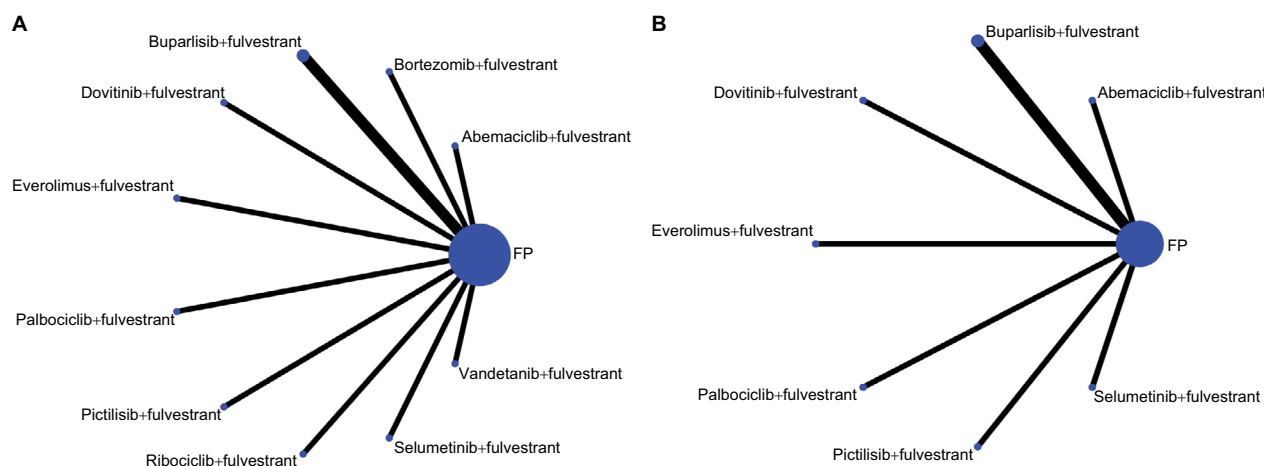 A
Buparlisib+fulvestrant
Bortezomib+fulvestrant
Dovitinib+fulvestrant
Abemaciclib+fulvestrant
Everolimus+fulvestrant
FP
Palbociclib+fulvestrant
Vandetanib+fulvestrant
Pictilisib+fulvestrant
Selumetinib+fulvestrant
Ribociclib+fulvestrant
B
Buparlisib+fulvestrant
Dovitinib+fulvestrant
Abemaciclib+fulvestrant
Everolimus+fulvestrant
FP
Palbociclib+fulvestrant
Selumetinib+fulvestrant
Pictilisib+fulvestrant